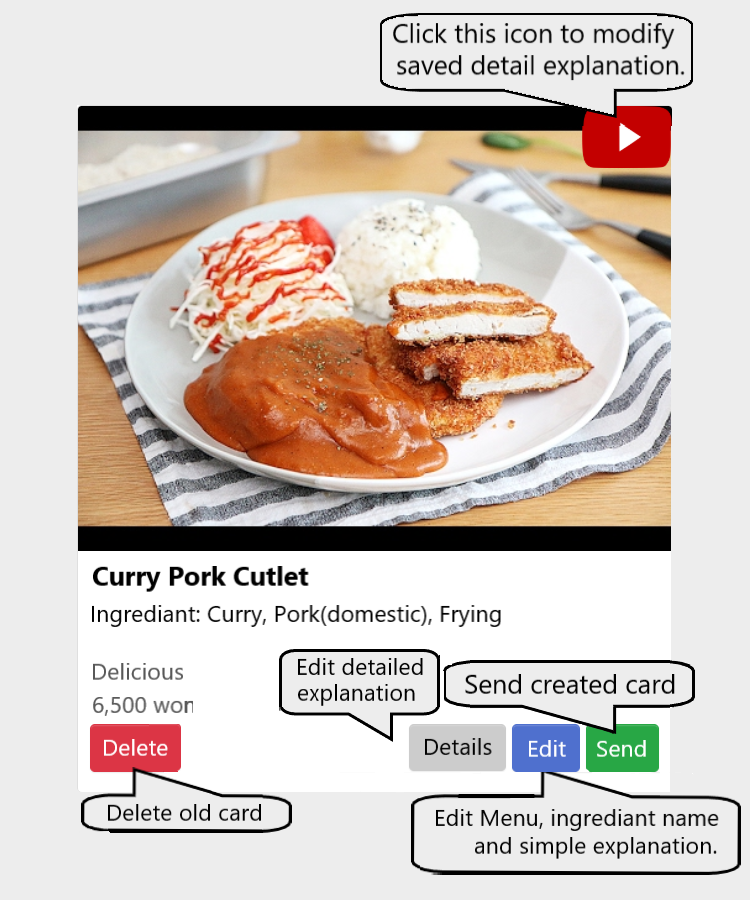 Click this icon to modify
saved detail explanation.
Curry Pork Cutlet
Ingrediant: Curry, Pork(domestic), Frying
Delicious
6,500 won
Edit detailed
explanation
Send created card
Delete
Details
Edit
Send
Delete old card
Edit Menu, ingrediant name
and simple explanation.